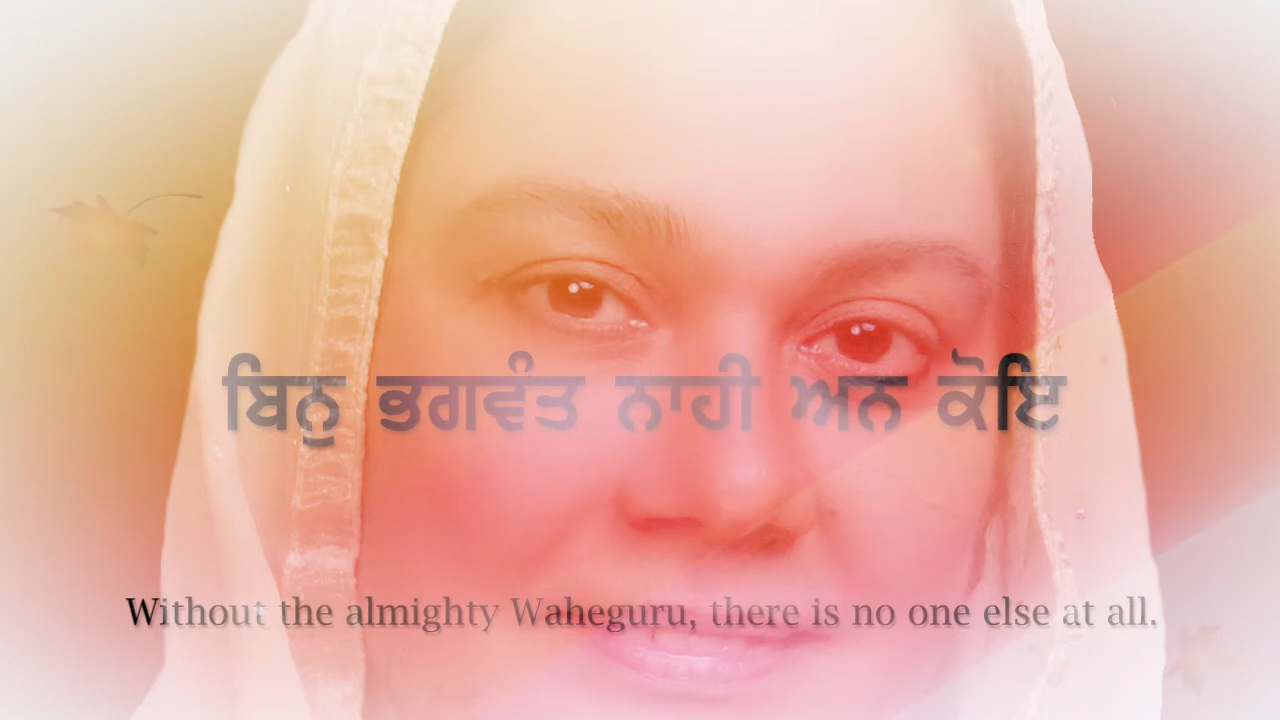 ਬਿਨੁ ਭਗਵੰਤ ਨਾਹੀ ਅਨ ਕੋਇ
Without the almighty Waheguru, there is no one else at all.